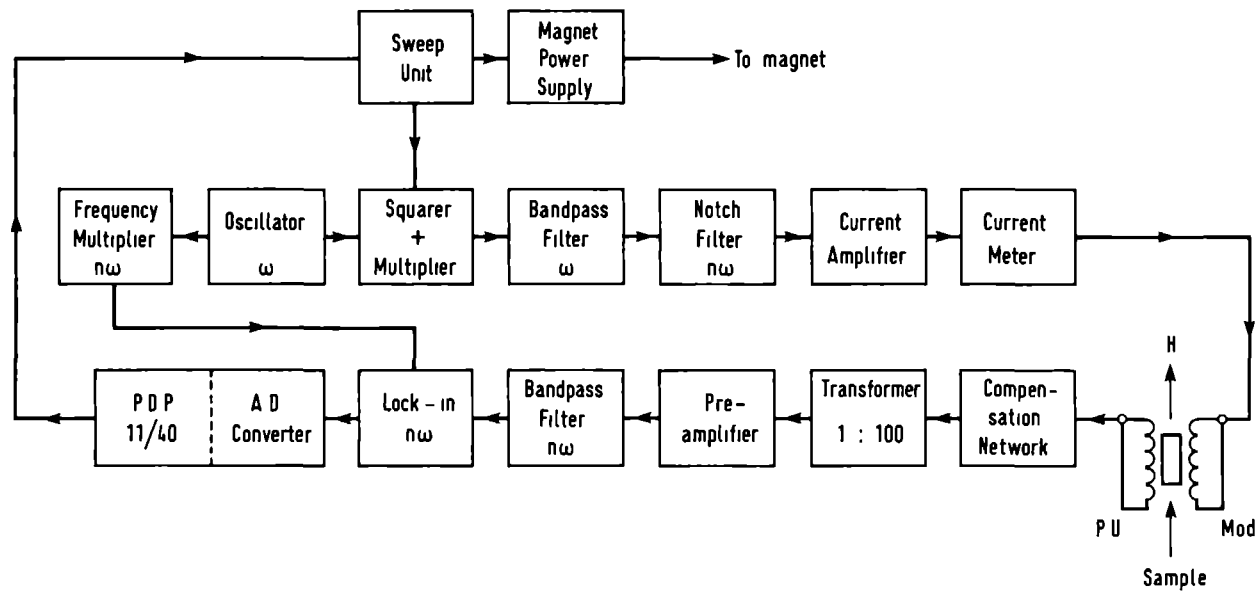 Sweep
Unit
Magnet
Power
Supply
To magnet
Frequency
Multiplier
nω
Oscillator
ω
Squarer
+
Multiplier
Bandpass
Filter
ω
Notch
Filter
nω
Current
Amplifier
Current
Meter
PDP
11/40
AD
Converter
Lock-in
nω
Bandpass
Filter
nω
Pre-
amplifier
Transformer
1 : 100
Compen-
sation
Network
H
PU
Mod
Sample